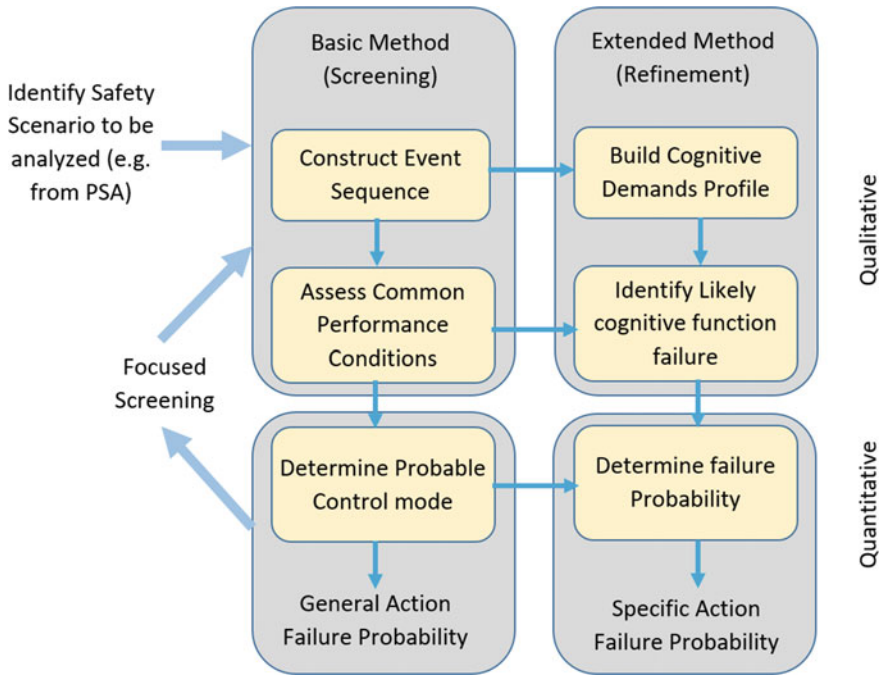 Basic Method
(Screening)
Extended Method
(Refinement)
Identify Safety
Scenario to be
analyzed (e.g.
from PSA)
Construct Event
Sequence
Build Cognitive
Demands Profile
Qualitative
Assess Common
Performance
Conditions
Identify Likely
cognitive function
failure
Focused
Screening
Determine Probable
Control mode
Determine failure
Probability
Quantitative
General Action
Failure Probability
Specific Action
Failure Probability